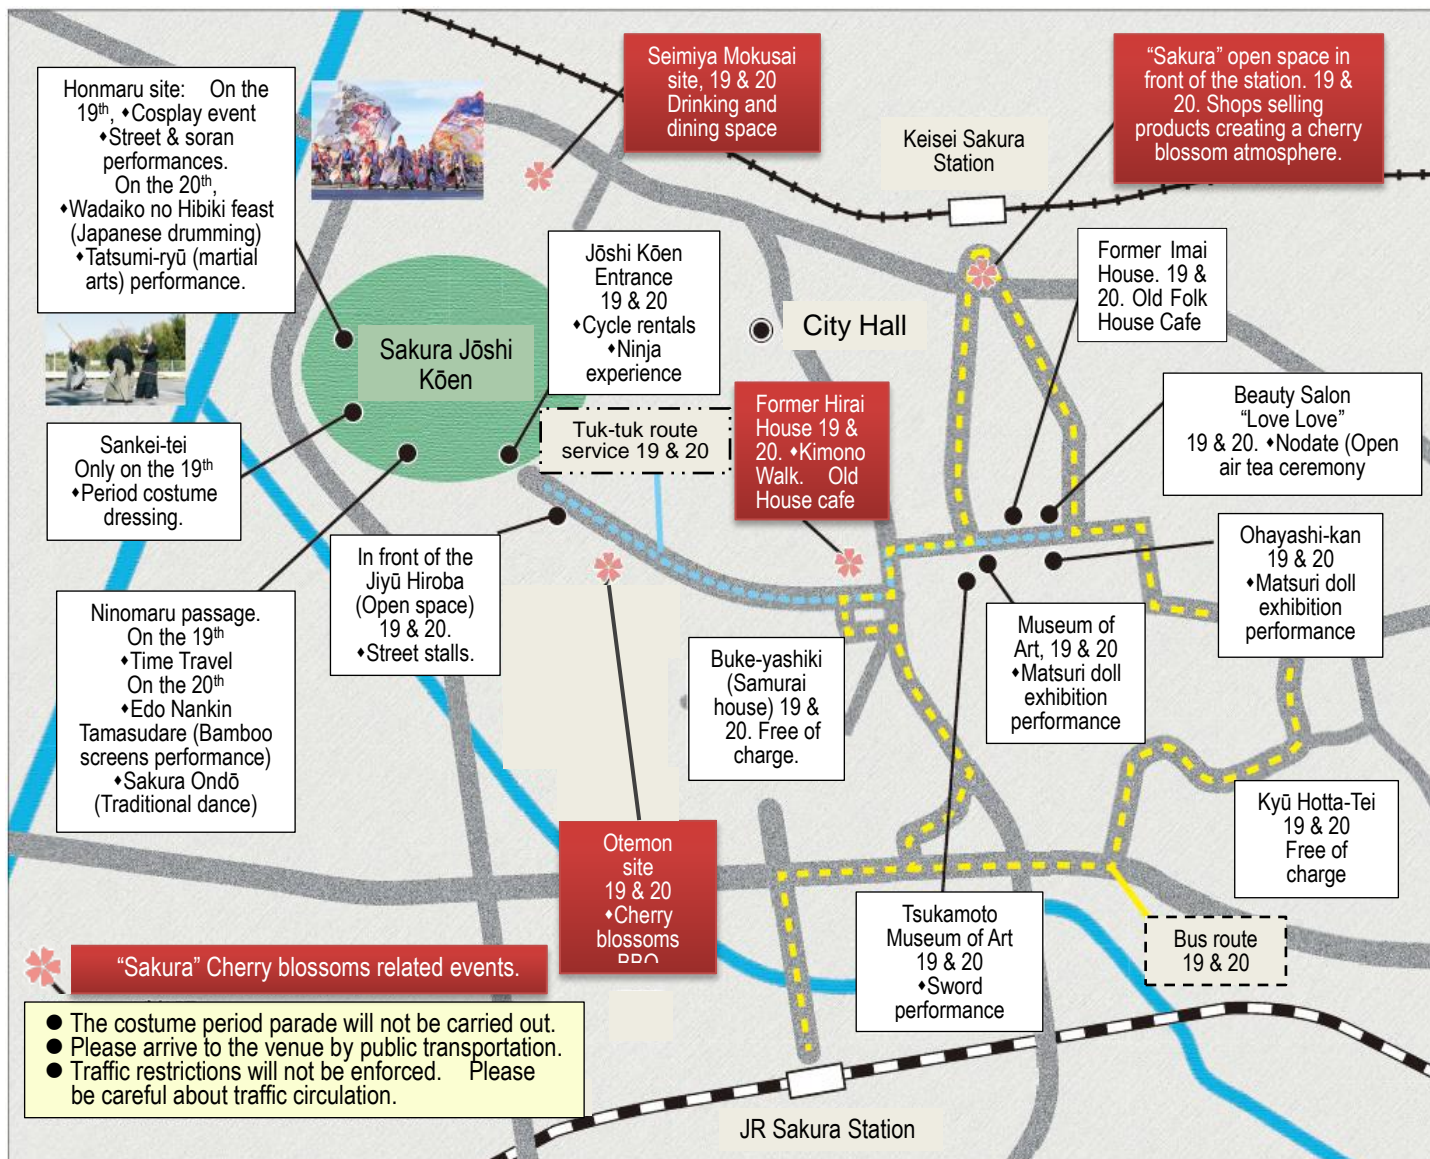 Honmaru site: On the
19th, ♦Cosplay event
♦Street & soran
performances.
On the 20th,
♦Wadaiko no Hibiki feast
(Japanese drumming)
♦Tatsumi-ryū (martial
arts) performance.
Seimiya Mokusai
site, 19 & 20
Drinking and
dining space
Keisei Sakura
Station
“Sakura” open space in
front of the station. 19 &
20. Shops selling
products creating a cherry
blossom atmosphere.
Jōshi Kōen
Entrance
19 & 20
♦Cycle rentals
♦Ninja
experience
Former Imai
House. 19 &
20. Old Folk
House Cafe
City Hall
Sakura Jōshi
Kōen
Sankei-tei
Only on the 19th
♦Period costume
dressing.
Tuk-tuk route
service 19 & 20
Former Hirai
House 19 &
20. ♦Kimono
Walk. Old
House cafe
Beauty Salon
“Love Love”
19 & 20. ♦Nodate (Open
air tea ceremony
In front of the
Jiyū Hiroba
(Open space)
19 & 20.
♦Street stalls.
Ohayashi-kan
19 & 20
♦Matsuri doll
exhibition
performance
Ninomaru passage.
On the 19th
♦Time Travel
On the 20th
♦Edo Nankin
Tamasudare (Bamboo
screens performance)
♦Sakura Ondō
(Traditional dance)
Buke-yashiki
(Samurai
house) 19 &
20. Free of
charge.
Museum of
Art, 19 & 20
♦Matsuri doll
exhibition
performance
Kyū Hotta-Tei
19 & 20
Free of
charge
Otemon
site
19 & 20
♦Cherry
blossoms
BBQ
Tsukamoto
Museum of Art
19 & 20
♦Sword
performance
Bus route
19 & 20
“Sakura” Cherry blossoms related events.
● The costume period parade will not be carried out.
● Please arrive to the venue by public transportation.
● Traffic restrictions will not be enforced. Please
be careful about traffic circulation.
JR Sakura Station